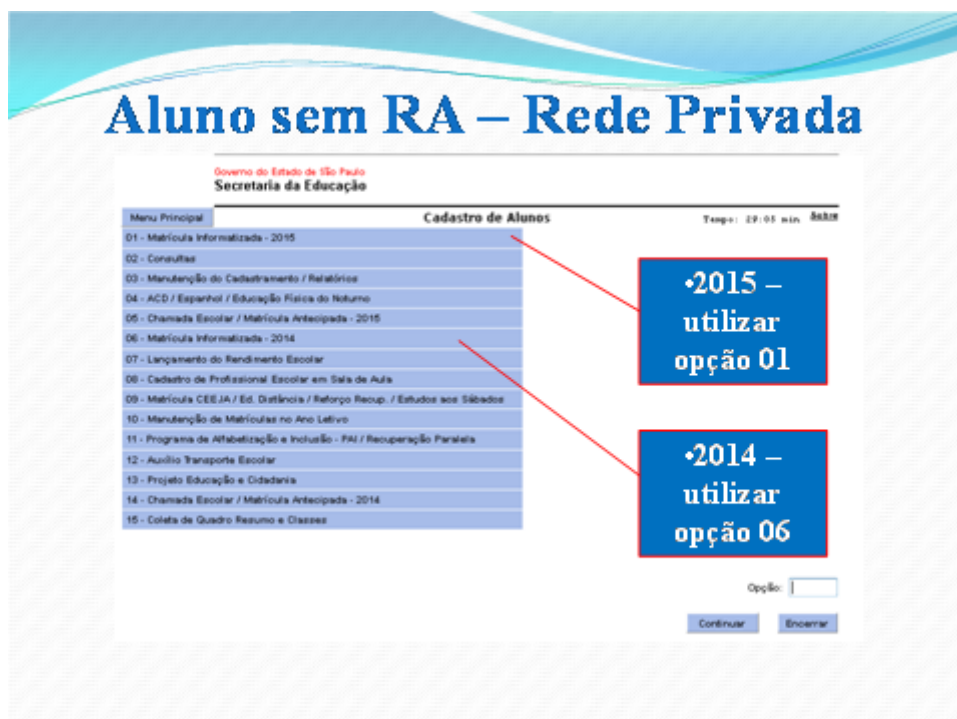 Aluno sem RA – Rede Privada
Governo do Estado de São Paulo
Secretaria da Educação
Menu Principal
Cadastro de Alunos
Tempo: 29:05 min
Sobre
01 - Matrícula Informatizada - 2015
02 - Consultas
03 - Manutenção do Cadastramento / Relatórios
04 - ACD / Espanhol / Educação Física do Noturno
05 - Chamada Escolar / Matrícula Antecipada - 2015
06 - Matrícula Informatizada - 2014
07 - Lançamento do Rendimento Escolar
08 - Cadastro de Profissional Escolar em Sala de Aula
09 - Matrícula CEEJA / Ed. Distância / Reforço Recup. / Estudos aos Sábados
10 - Manutenção de Matrículas no Ano Letivo
11 - Programa de Alfabetização e Inclusão - PAI / Recuperação Paralela
12 - Auxílio Transporte Escolar
13 - Projeto Educação e Cidadania
14 - Chamada Escolar / Matrícula Antecipada - 2014
15 - Coleta de Quadro Resumo e Classes
•2015 –
utilizar
opção 01
•2014 –
utilizar
opção 06
Opção:
Continuar
Encerrar